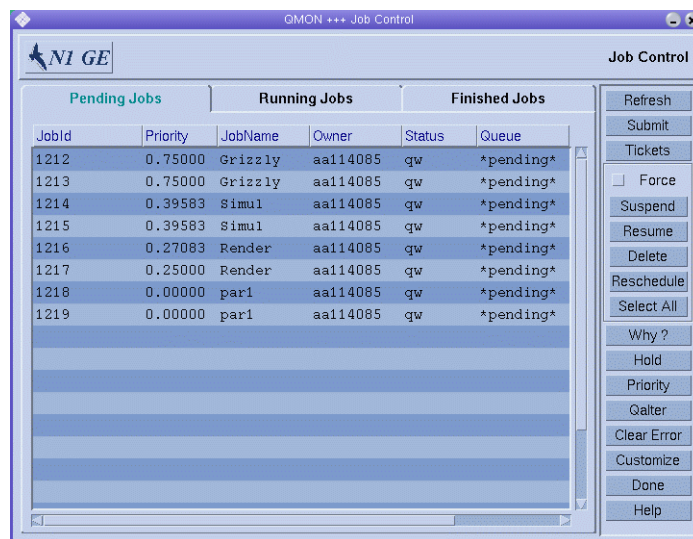 QMON +++ Job Control
N1 GE
Job Control
Pending Jobs Running Jobs Finished Jobs
JobId Priority JobName Owner Status Queue
1212 0.75000 Grizzly aa114085 qw *pending*
1213 0.75000 Grizzly aa114085 qw *pending*
1214 0.39583 Simul aa114085 qw *pending*
1215 0.39583 Simul aa114085 qw *pending*
1216 0.27083 Render aa114085 qw *pending*
1217 0.25000 Render aa114085 qw *pending*
1218 0.00000 par1 aa114085 qw *pending*
1219 0.00000 par1 aa114085 qw *pending*
Refresh
Submit
Tickets
Force
Suspend
Resume
Delete
Reschedule
Select All
Why ?
Hold
Priority
Qalter
Clear Error
Customize
Done
Help